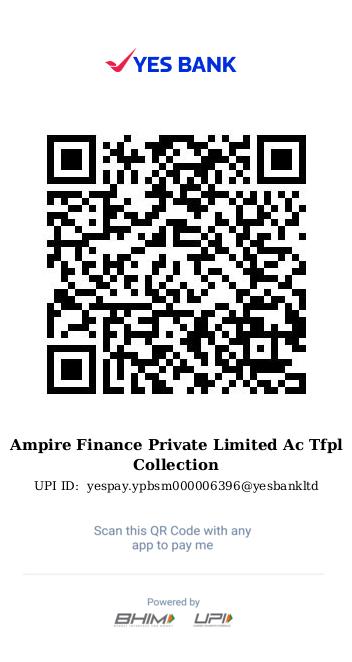 YES BANK
Ampire Finance Private Limited Ac Tfpl
Collection
UPI ID: yespay.ypbsm000006396@yesbankltd
Scan this QR Code with any
app to pay me
Powered by
BHIM UPI